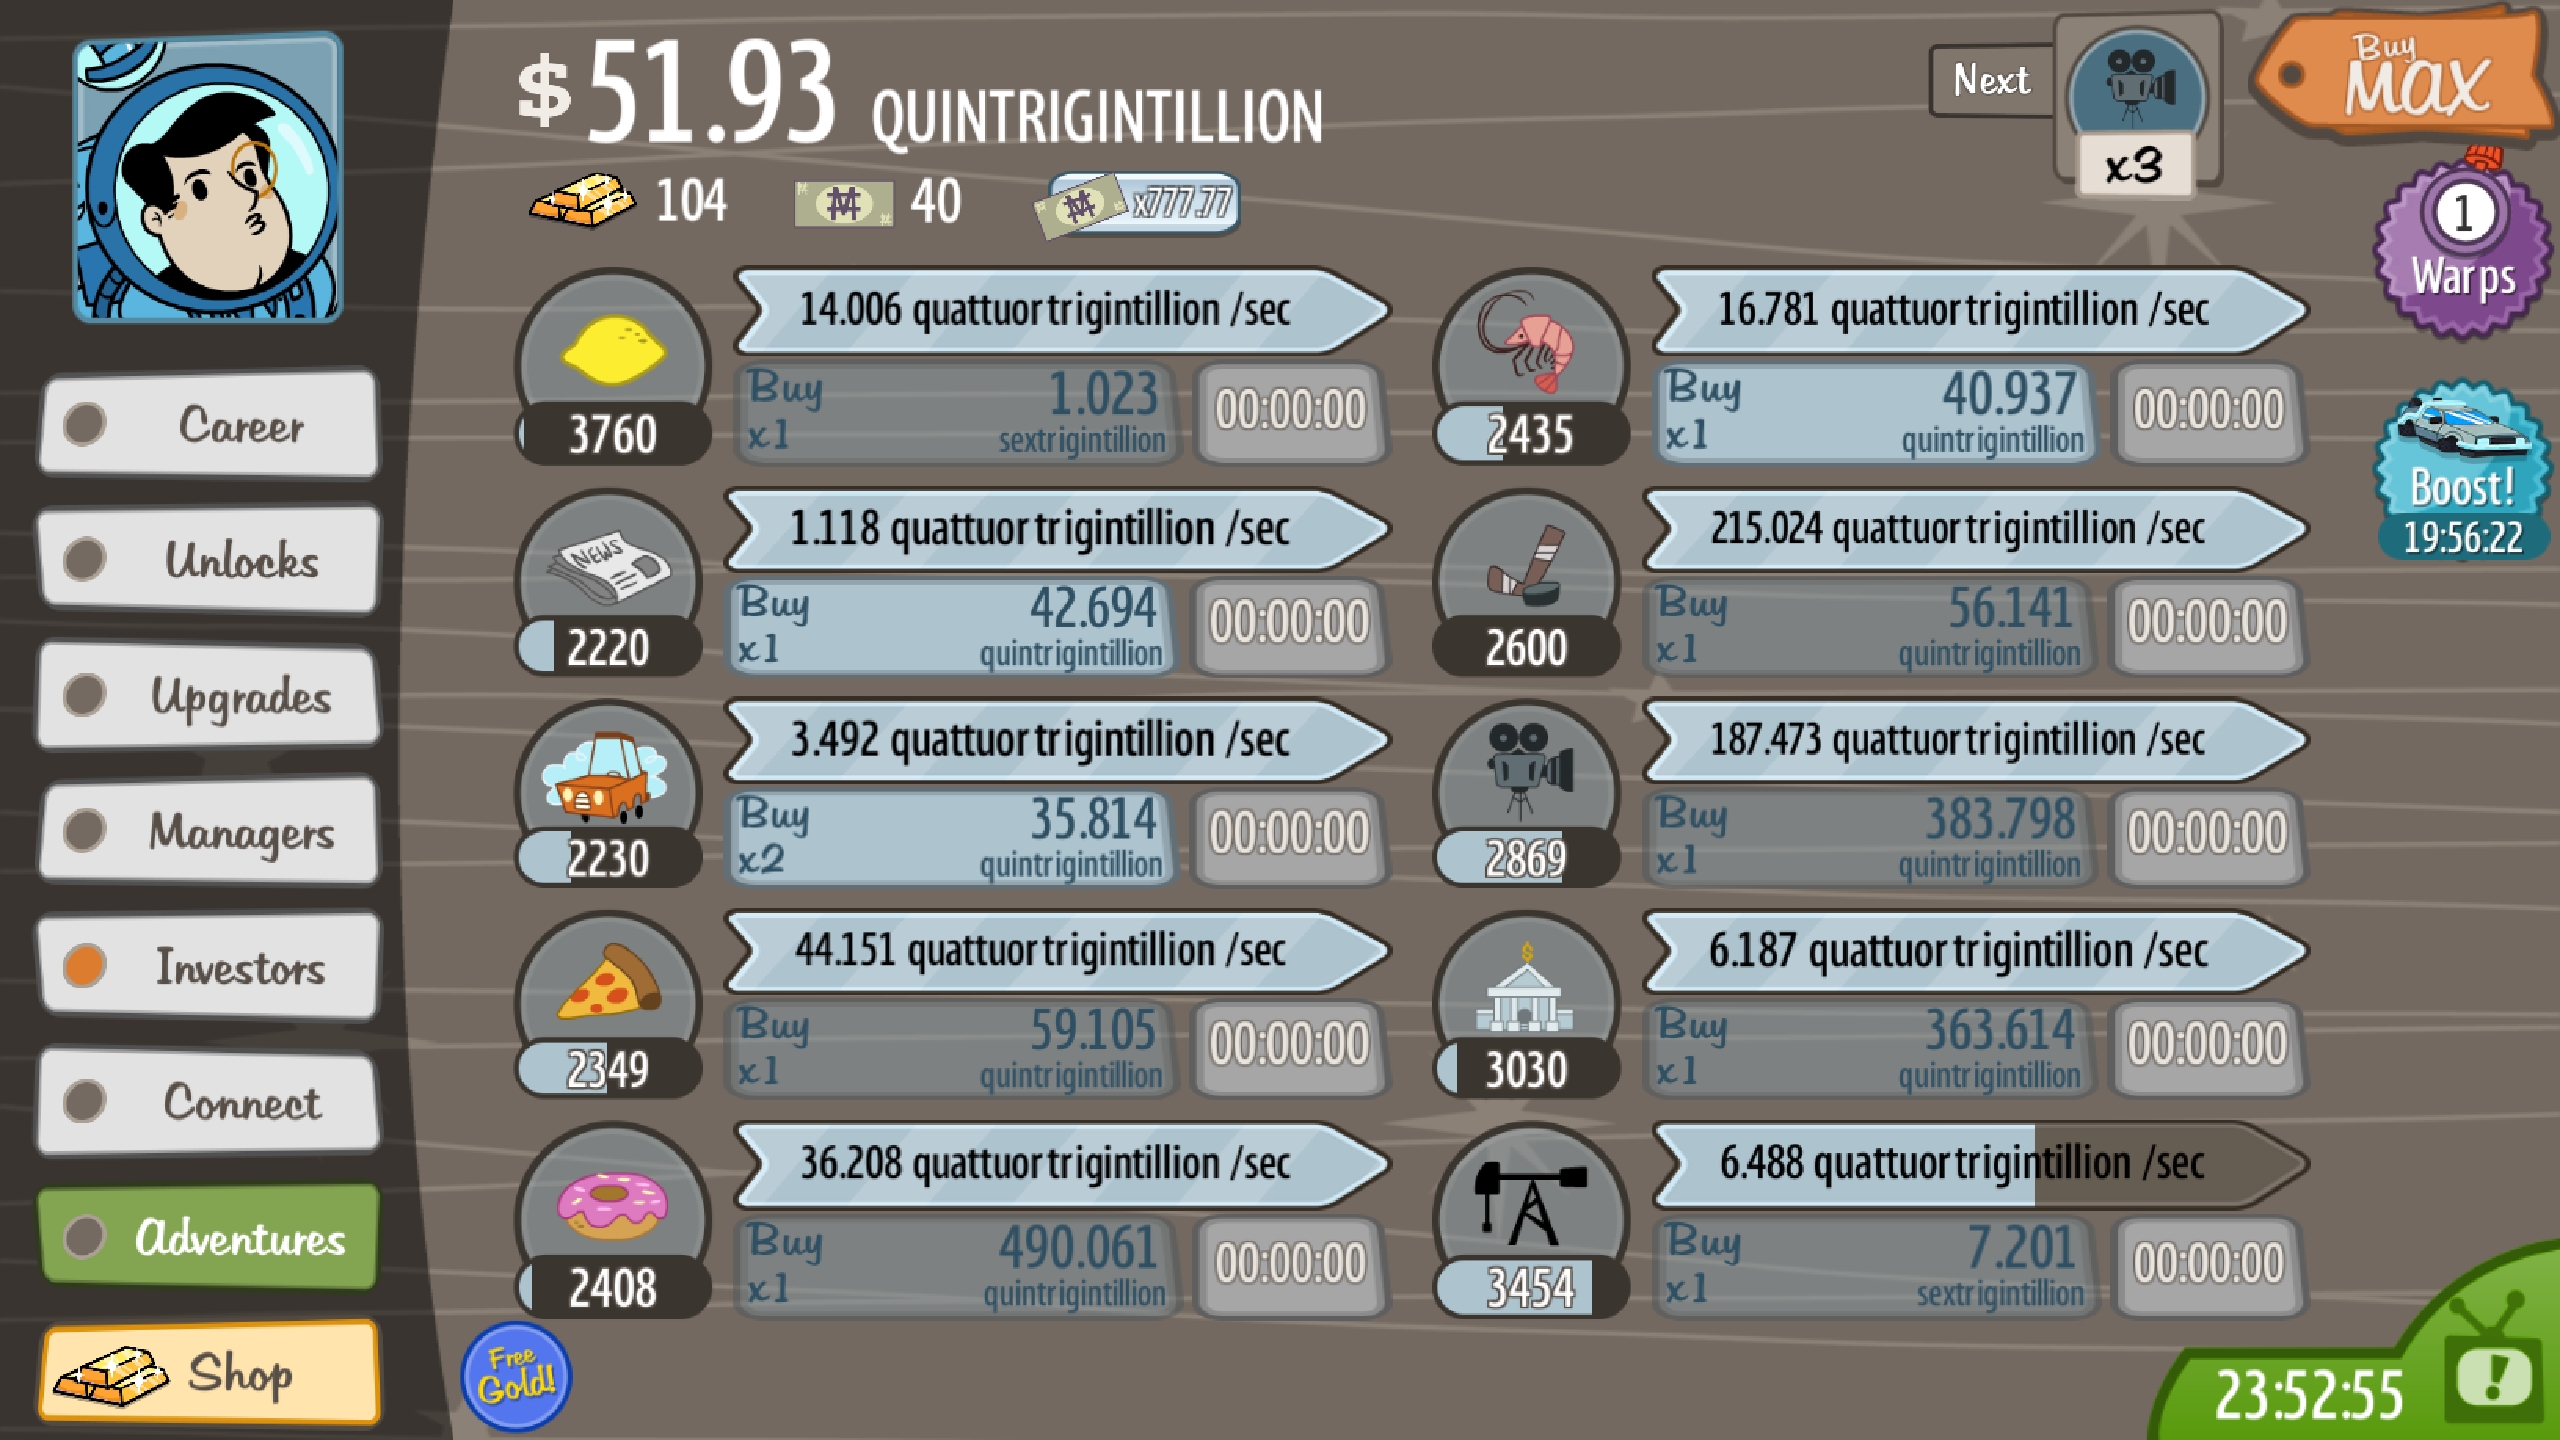 $51.93 QUINTRIGINTILLION
Next
x3
Buy
MAX
104
40
x777.77
1
Warps
Boost!
19:56:22
Career
Unlocks
Upgrades
Managers
Investors
Connect
Adventures
Shop
14.006 quattuortrigintillion /sec
3760
Buy
x1
1.023
sextrigintillion
00:00:00
16.781 quattuortrigintillion /sec
2435
Buy
x1
40.937
quintrigintillion
00:00:00
NEWS
1.118 quattuortrigintillion /sec
2220
Buy
x1
42.694
quintrigintillion
00:00:00
215.024 quattuortrigintillion /sec
2600
Buy
x1
56.141
quintrigintillion
00:00:00
3.492 quattuortrigintillion /sec
2230
Buy
x2
35.814
quintrigintillion
00:00:00
187.473 quattuortrigintillion /sec
2869
Buy
x1
383.798
quintrigintillion
00:00:00
44.151 quattuortrigintillion /sec
2349
Buy
x1
59.105
quintrigintillion
00:00:00
$
6.187 quattuortrigintillion /sec
3030
Buy
x1
363.614
quintrigintillion
00:00:00
36.208 quattuortrigintillion /sec
2408
Buy
x1
490.061
quintrigintillion
00:00:00
6.488 quattuortrigintillion /sec
3454
Buy
x1
7.201
sextrigintillion
00:00:00
Free
Gold!
23:52:55
!